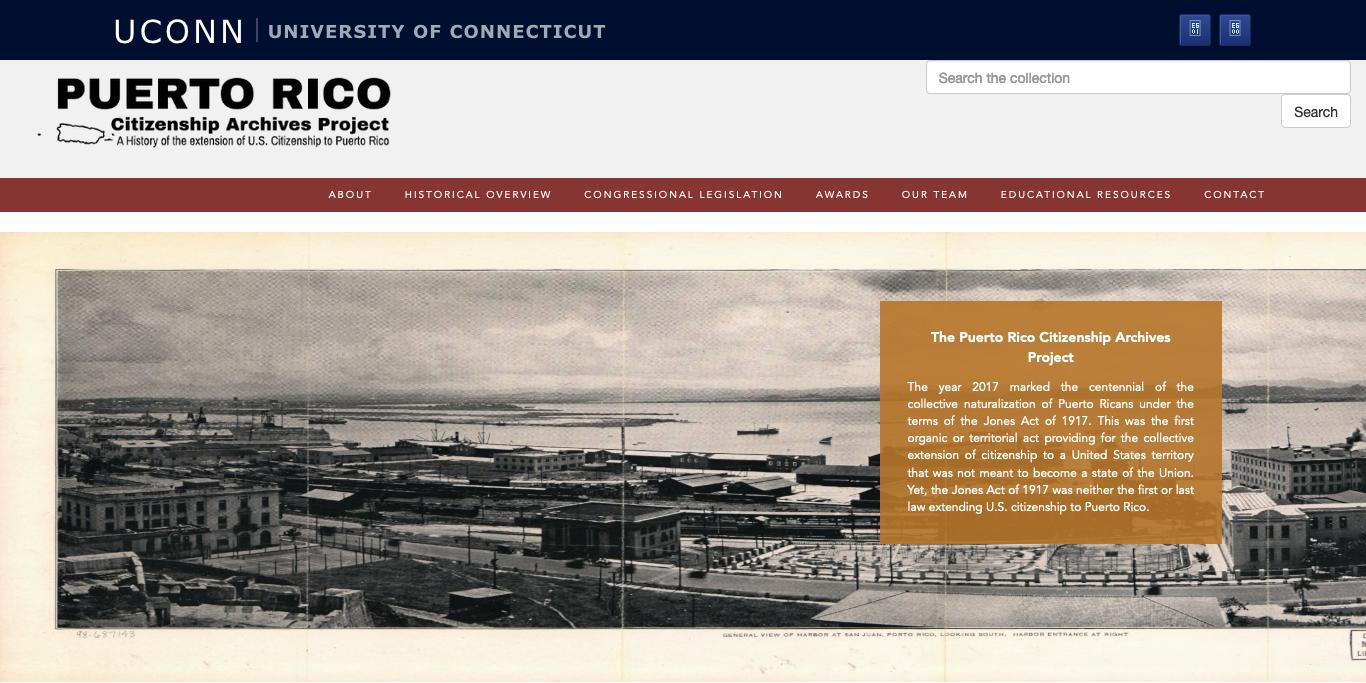 UCONN UNIVERSITY OF CONNECTICUT
E6
01
E6
00
PUERTO RICO
Citizenship Archives Project
A History of the extension of U.S. Citizenship to Puerto Rico
Search the collection
Search
ABOUT HISTORICAL OVERVIEW CONGRESSIONAL LEGISLATION AWARDS OUR TEAM EDUCATIONAL RESOURCES CONTACT
The Puerto Rico Citizenship Archives
Project
The year 2017 marked the centennial of the
collective naturalization of Puerto Ricans under the
terms of the Jones Act of 1917. This was the first
organic or territorial act providing for the collective
extension of citizenship to a United States territory
that was not meant to become a state of the Union.
Yet, the Jones Act of 1917 was neither the first or last
law extending U.S. citizenship to Puerto Rico.
98-687143
GENERAL VIEW OF HARBOR AT SAN JUAN, PORTO RICO, LOOKING SOUTH. HARBOR ENTRANCE AT RIGHT